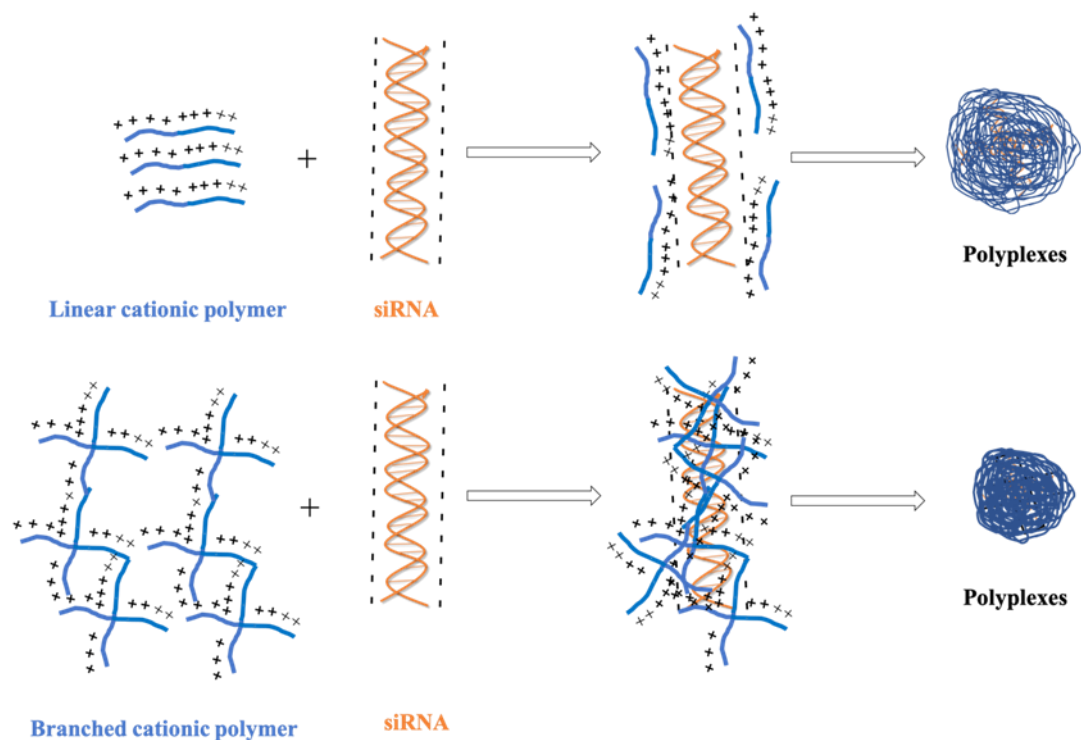 Polyplexes
Linear cationic polymer
siRNA
Polyplexes
Branched cationic polymer
siRNA